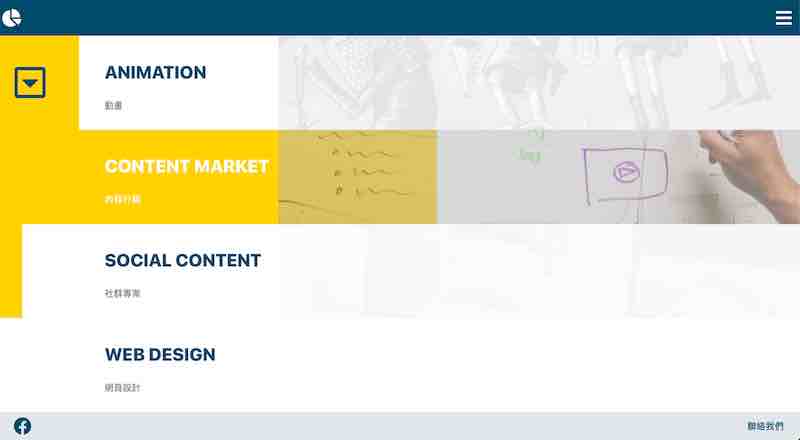 ANIMATION
動畫
CONTENT MARKET
內容行銷
SOCIAL CONTENT
社群專案
WEB DESIGN
網頁設計
聯絡我們